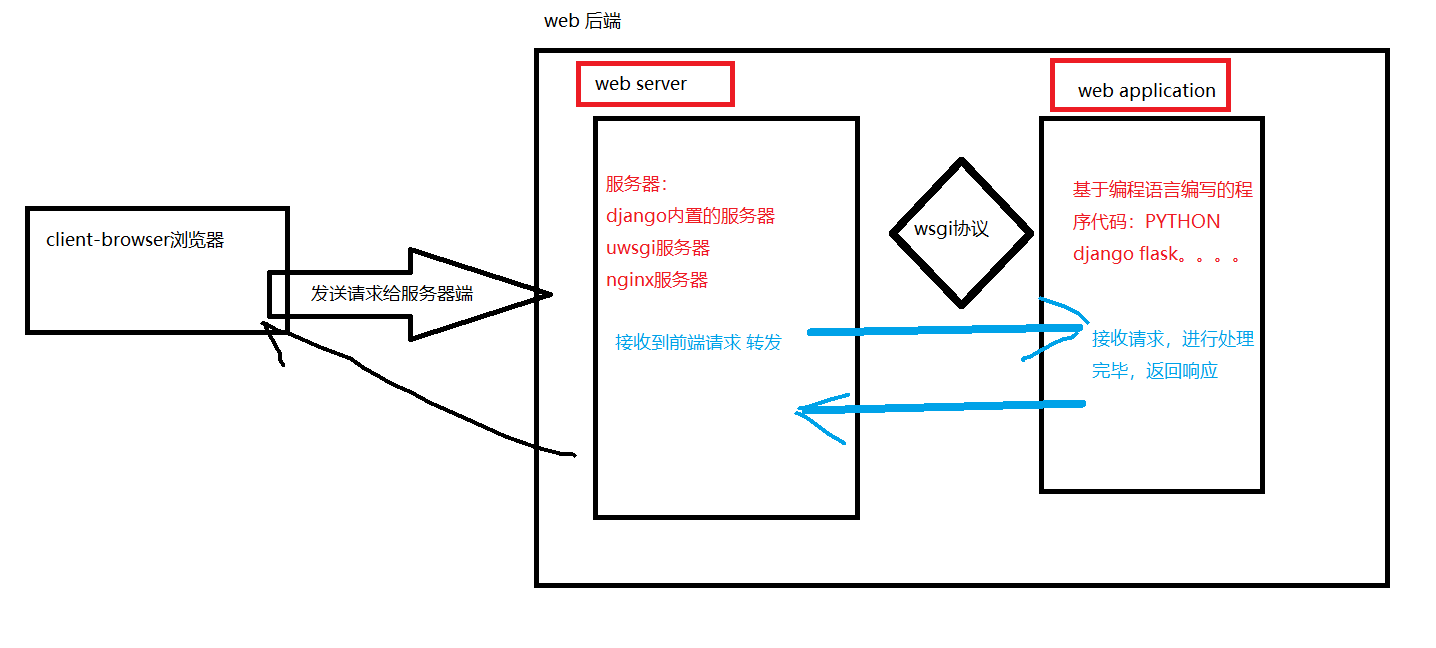 web 后端
web server
web application
服务器：
django内置的服务器
uwsgi服务器
nginx服务器
接收到前端请求 转发
wsgi协议
基于编程语言编写的程
序代码：PYTHON
django flask。。。。
接收请求，进行处理
完毕，返回响应
client-browser浏览器
发送请求给服务器端